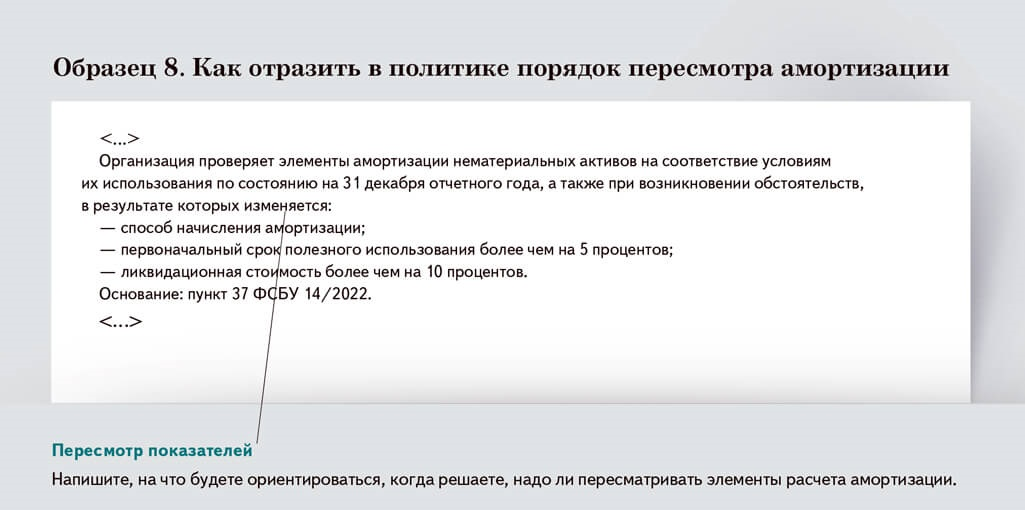 Образец 8. Как отразить в политике порядок пересмотра амортизации
<...>
Организация проверяет элементы амортизации нематериальных активов на соответствие условиям
их использования по состоянию на 31 декабря отчетного года, а также при возникновении обстоятельств,
в результате которых изменяется:
— способ начисления амортизации;
— первоначальный срок полезного использования более чем на 5 процентов;
— ликвидационная стоимость более чем на 10 процентов.
Основание: пункт 37 ФСБУ 14/2022.
<...>
Пересмотр показателей
Напишите, на что будете ориентироваться, когда решаете, надо ли пересматривать элементы расчета амортизации.